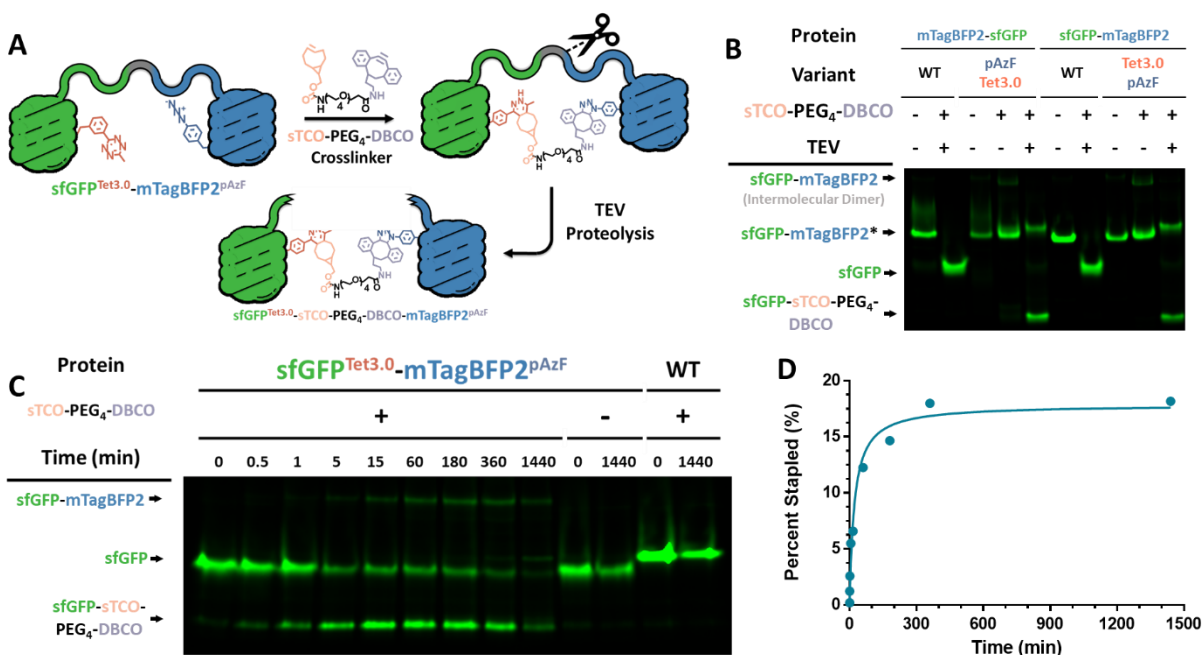 A
sTCO-PEG4-DBCO
Crosslinker
sfGFPTet3.0-mTagBFP2pAzF
TEV
Proteolysis
sfGFPTet3.0-sTCO-PEG4-DBCO-mTagBFP2pAzF
B
Protein
mTagBFP2-sfGFP
sfGFP-mTagBFP2
Variant
WT
pAzF
Tet3.0
WT
Tet3.0
pAzF
sTCO-PEG4-DBCO
- + - + + - + - + +
TEV
- + - - + - + - - +
sfGFP-mTagBFP2
(Intermolecular Dimer)
sfGFP-mTagBFP2*
sfGFP
sfGFP-sTCO-PEG4-
DBCO
C
Protein
sfGFPTet3.0-mTagBFP2pAzF
WT
sTCO-PEG4-DBCO
+ - +
Time (min)
0 0.5 1 5 15 60 180 360 1440 0 1440 0 1440
sfGFP-mTagBFP2
sfGFP
sfGFP-sTCO-
PEG4-DBCO
D
Percent Stapled (%)
20
15
10
5
0
0 300 600 900 1200 1500
Time (min)